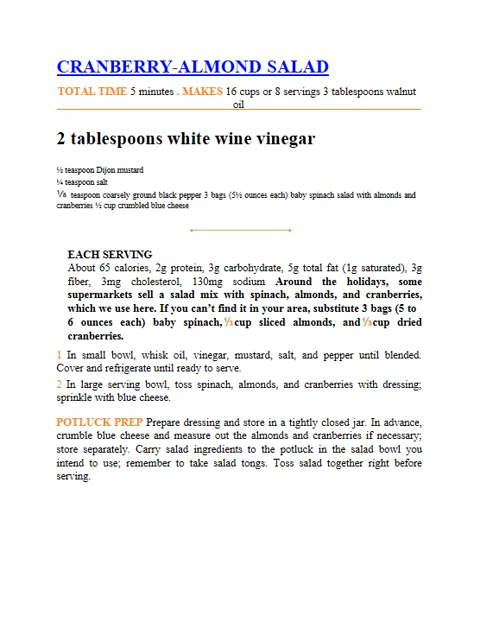 CRANBERRY-ALMOND SALAD
TOTAL TIME 5 minutes . MAKES 16 cups or 8 servings 3 tablespoons walnut
oil
2 tablespoons white wine vinegar
½ teaspoon Dijon mustard
¼ teaspoon salt
⅛ teaspoon coarsely ground black pepper 3 bags (5½ ounces each) baby spinach salad with almonds and
cranberries ½ cup crumbled blue cheese
EACH SERVING
About 65 calories, 2g protein, 3g carbohydrate, 5g total fat (1g saturated), 3g
fiber, 3mg cholesterol, 130mg sodium Around the holidays, some
supermarkets sell a salad mix with spinach, almonds, and cranberries,
which we use here. If you can’t find it in your area, substitute 3 bags (5 to
6 ounces each) baby spinach, ⅓ cup sliced almonds, and ⅓ cup dried
cranberries.
1 In small bowl, whisk oil, vinegar, mustard, salt, and pepper until blended.
Cover and refrigerate until ready to serve.
2 In large serving bowl, toss spinach, almonds, and cranberries with dressing;
sprinkle with blue cheese.
POTLUCK PREP Prepare dressing and store in a tightly closed jar. In advance,
crumble blue cheese and measure out the almonds and cranberries if necessary;
store separately. Carry salad ingredients to the potluck in the salad bowl you
intend to use; remember to take salad tongs. Toss salad together right before
serving.